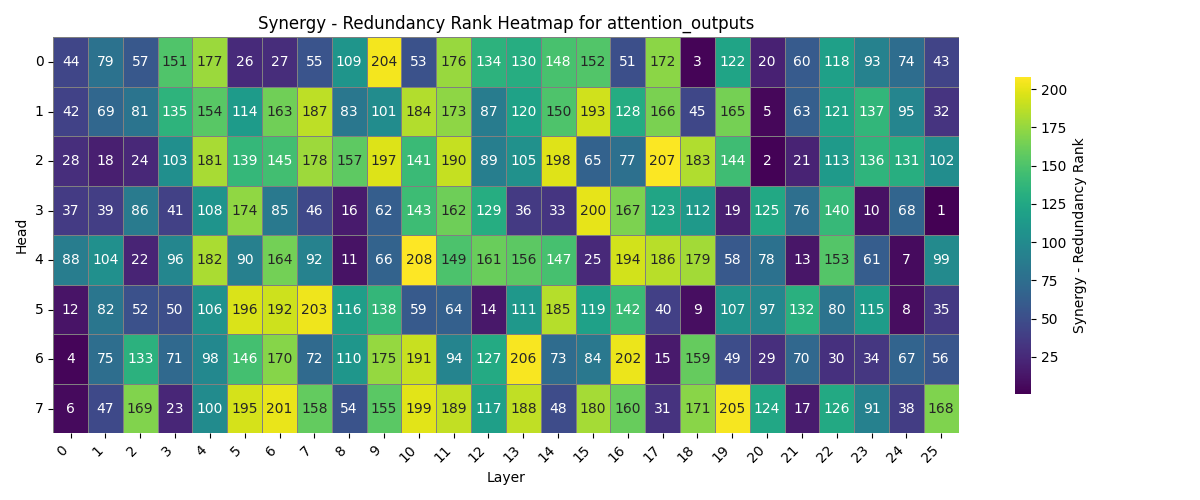 Synergy - Redundancy Rank Heatmap for attention_outputs
Head
0 44 79 57 151 177 26 27 55 109 204 53 176 134 130 148 152 51 172 3 122 20 60 118 93 74 43
1 42 69 81 135 154 114 163 187 83 101 184 173 87 120 150 193 128 166 45 165 5 63 121 137 95 32
2 28 18 24 103 181 139 145 178 157 197 141 190 89 105 198 65 77 207 183 144 2 21 113 136 131 102
3 37 39 86 41 108 174 85 46 16 62 143 162 129 36 33 200 167 123 112 19 125 76 140 10 68 1
4 88 104 22 96 182 90 164 92 11 66 208 149 161 156 147 25 194 186 179 58 78 13 153 61 7 99
5 12 82 52 50 106 196 192 203 116 138 59 64 14 111 185 119 142 40 9 107 97 132 80 115 8 35
6 4 75 133 71 98 146 170 72 110 175 191 94 127 206 73 84 202 15 159 49 29 70 30 34 67 56
7 6 47 169 23 100 195 201 158 54 155 199 189 117 188 48 180 160 31 171 205 124 17 126 91 38 168
0 1 2 3 4 5 6 7 8 9 10 11 12 13 14 15 16 17 18 19 20 21 22 23 24 25
Layer
200
175
150
125
100
75
50
25
Synergy - Redundancy Rank